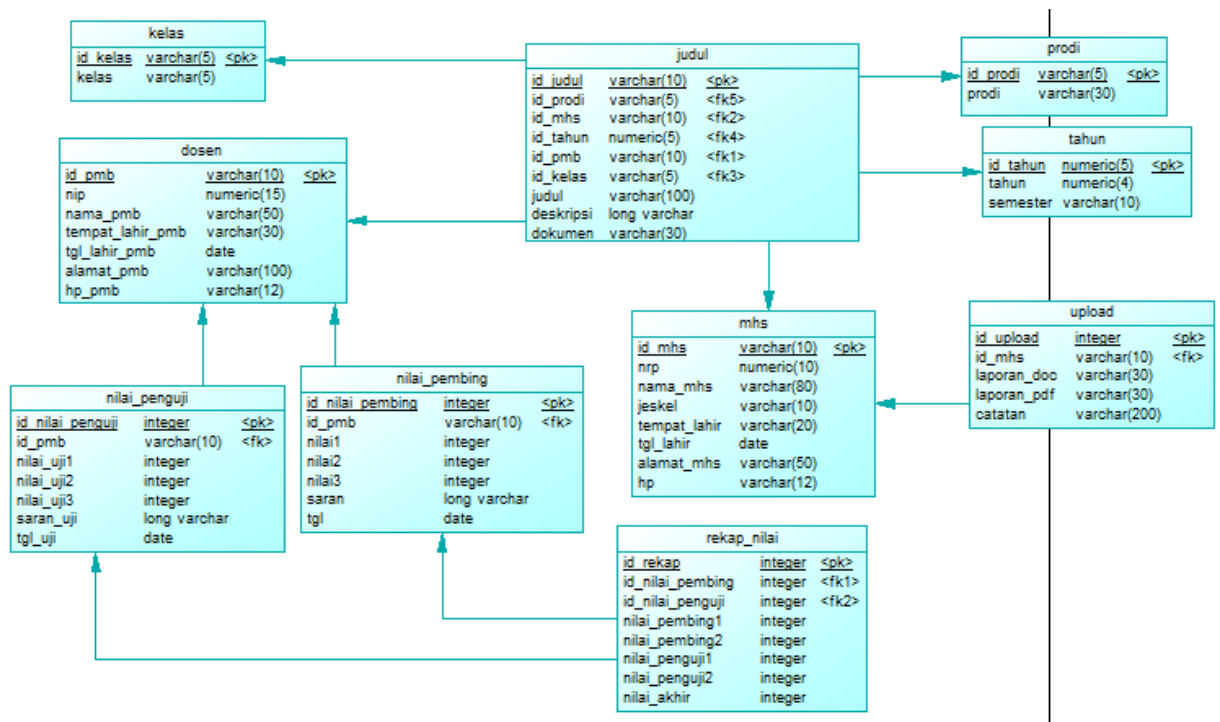 kelas
id_kelas varchar(5) <pk>
kelas varchar(5)
judul
id_judul varchar(10) <pk>
id_prodi varchar(5) <fk5>
id_mhs varchar(10) <fk2>
id_tahun numeric(5) <fk4>
id_pmb varchar(10) <fk1>
id_kelas varchar(5) <fk3>
judul varchar(100)
deskripsi long varchar
dokumen varchar(30)
prodi
id_prodi varchar(5) <pk>
prodi varchar(30)
tahun
id_tahun numeric(5) <pk>
tahun numeric(4)
semester varchar(10)
dosen
id_pmb varchar(10) <pk>
nip numeric(15)
nama_pmb varchar(50)
tempat_lahir_pmb varchar(30)
tgl_lahir_pmb date
alamat_pmb varchar(100)
hp_pmb varchar(12)
mhs
id_mhs varchar(10) <pk>
nrp numeric(10)
nama_mhs varchar(80)
jeskel varchar(10)
tempat_lahir varchar(20)
tgl_lahir date
alamat_mhs varchar(50)
hp varchar(12)
upload
id_upload integer <pk>
id_mhs varchar(10) <fk>
laporan_doc varchar(30)
laporan_pdf varchar(30)
catatan varchar(200)
nilai_penguji
id_nilai_penguji integer <pk>
id_pmb varchar(10) <fk>
nilai_uji1 integer
nilai_uji2 integer
nilai_uji3 integer
saran_uji long varchar
tgl_uji date
nilai_pembing
id_nilai_pembing integer <pk>
id_pmb varchar(10) <fk>
nilai1 integer
nilai2 integer
nilai3 integer
saran long varchar
tgl date
rekap_nilai
id_rekap integer <pk>
id_nilai_pembing integer <fk1>
id_nilai_penguji integer <fk2>
nilai_pembing1 integer
nilai_pembing2 integer
nilai_penguji1 integer
nilai_penguji2 integer
nilai_akhir integer